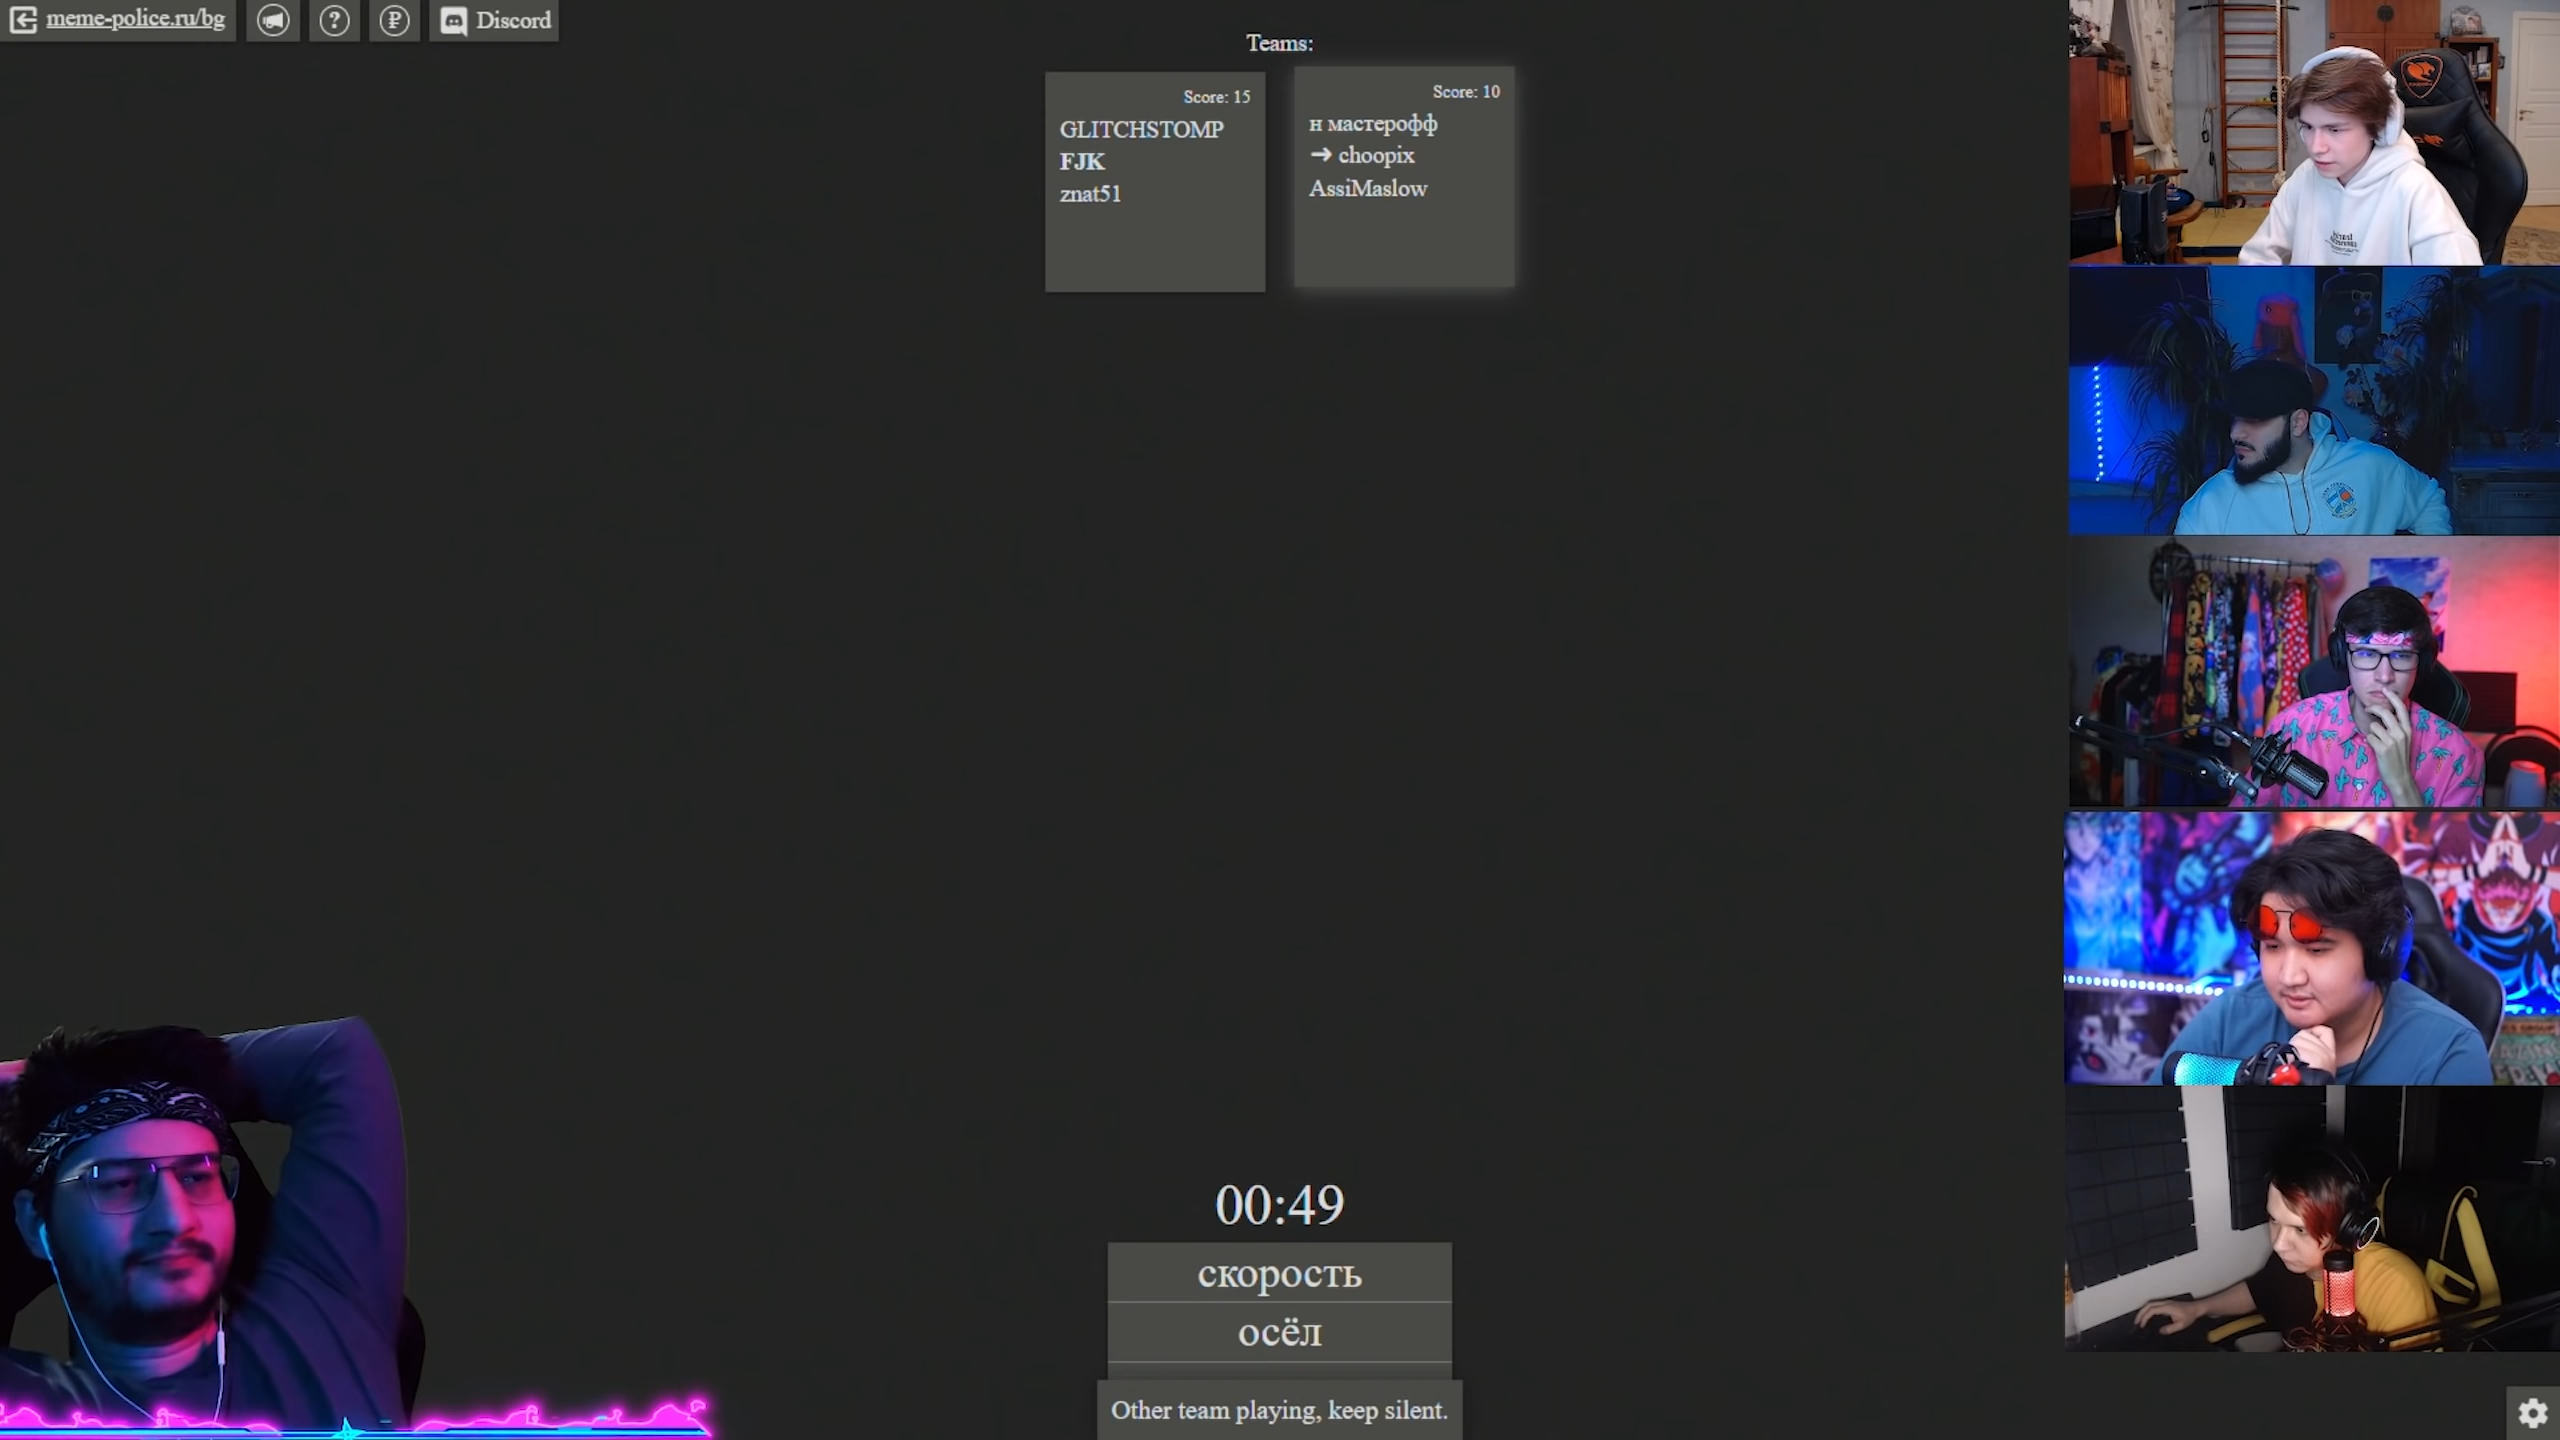 meme-police.ru/bg
?
₽
Discord
Teams:
Score: 15
GLITCHSTOMP
FJK
znat51
Score: 10
н мастерофф
➔ choopix
AssiMaslow
00:49
скорость
осёл
Other team playing, keep silent.